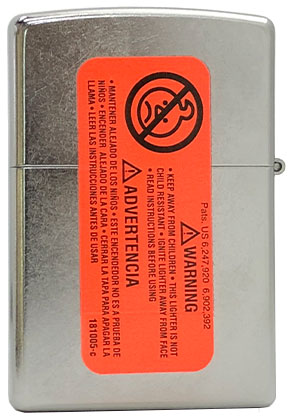 Pats. US 6,247,920  6,902,392
⚠ WARNING
• KEEP AWAY FROM CHILDREN • THIS LIGHTER IS NOT
CHILD RESISTANT • IGNITE LIGHTER AWAY FROM FACE
• READ INSTRUCTIONS BEFORE USING
⚠ ADVERTENCIA
• MANTENER ALEJADO DE LOS NIÑOS • ESTE ENCENDEDOR NO ES A PRUEBA DE
NIÑOS • ENCENDER ALEJADO DE LA CARA • CERRAR LA TAPA PARA APAGAR LA
LLAMA • LEER LAS INSTRUCCIONES ANTES DE USAR
181005-c